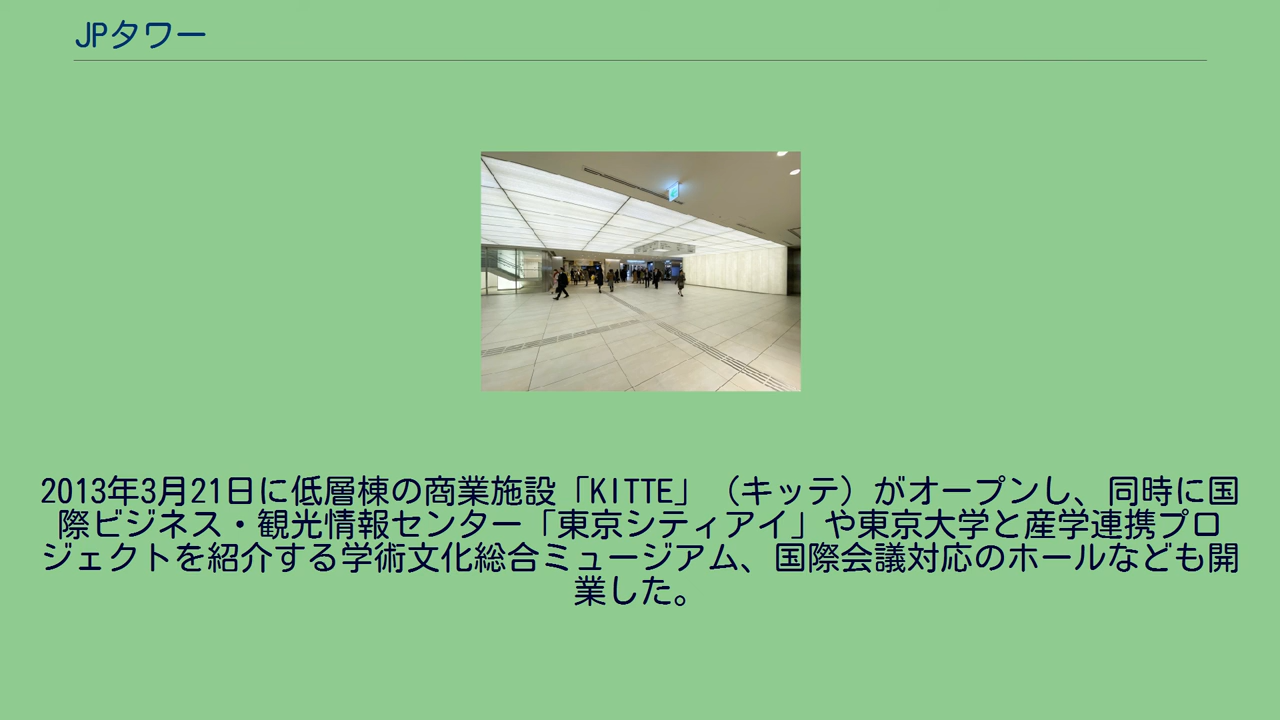 JPタワー
2013年3月21日に低層棟の商業施設「KITTE」（キッテ）がオープンし、同時に国
際ビジネス・観光情報センター「東京シティアイ」や東京大学と産学連携プロ
ジェクトを紹介する学術文化総合ミュージアム、国際会議対応のホールなども開
業した。